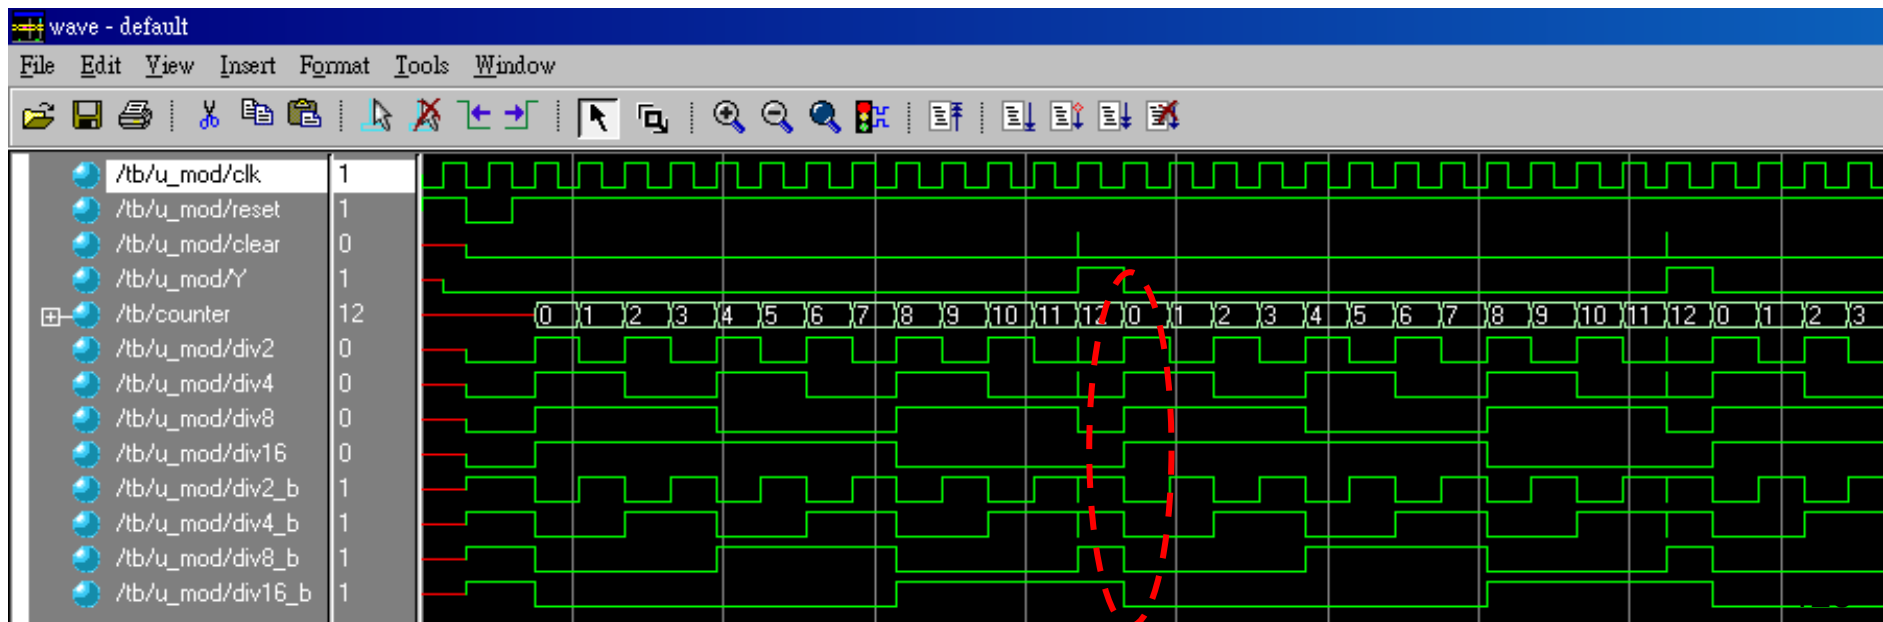 wave - default
File Edit View Insert Format Tools Window
/tb/u_mod/clk 1
/tb/u_mod/reset 1
/tb/u_mod/clear 0
/tb/u_mod/Y 1
/tb/counter 12 0 1 2 3 4 5 6 7 8 9 10 11 12 0 1 2 3 4 5 6 7 8 9 10 11 12 0 1 2 3
/tb/u_mod/div2 0
/tb/u_mod/div4 0
/tb/u_mod/div8 0
/tb/u_mod/div16 0
/tb/u_mod/div2_b 1
/tb/u_mod/div4_b 1
/tb/u_mod/div8_b 1
/tb/u_mod/div16_b 1